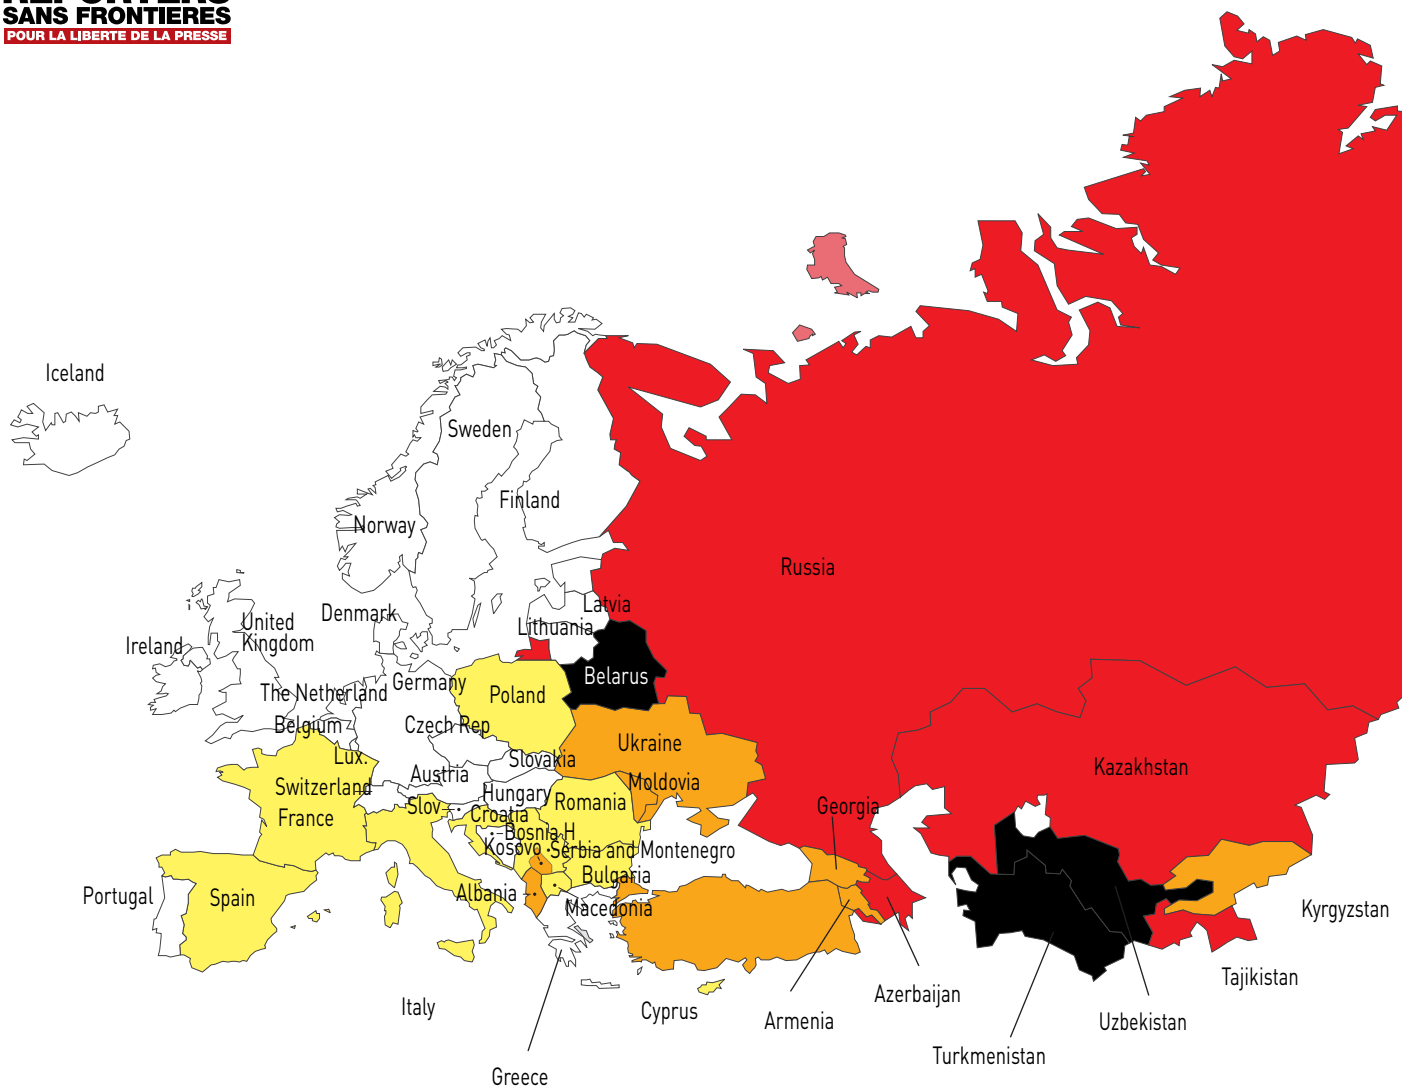 REPORTERS
SANS FRONTIERES
POUR LA LIBERTE DE LA PRESSE
Iceland
Sweden
Finland
Norway
Russia
Denmark
Latvia
United
Kingdom
Lithuania
Ireland
Belarus
Germany
The Netherland
Poland
Belgium
Czech Rep
Ukraine
Lux.
Slovakia
Kazakhstan
Austria
Moldovia
Switzerland
Hungary
Romania
Slov
Georgia
France
Croatia
Bosnia H
Kosovo
Serbia and Montenegro
Bulgaria
Portugal
Spain
Albania
Macedonia
Kyrgyzstan
Tajikistan
Azerbaijan
Italy
Cyprus
Armenia
Uzbekistan
Turkmenistan
Greece